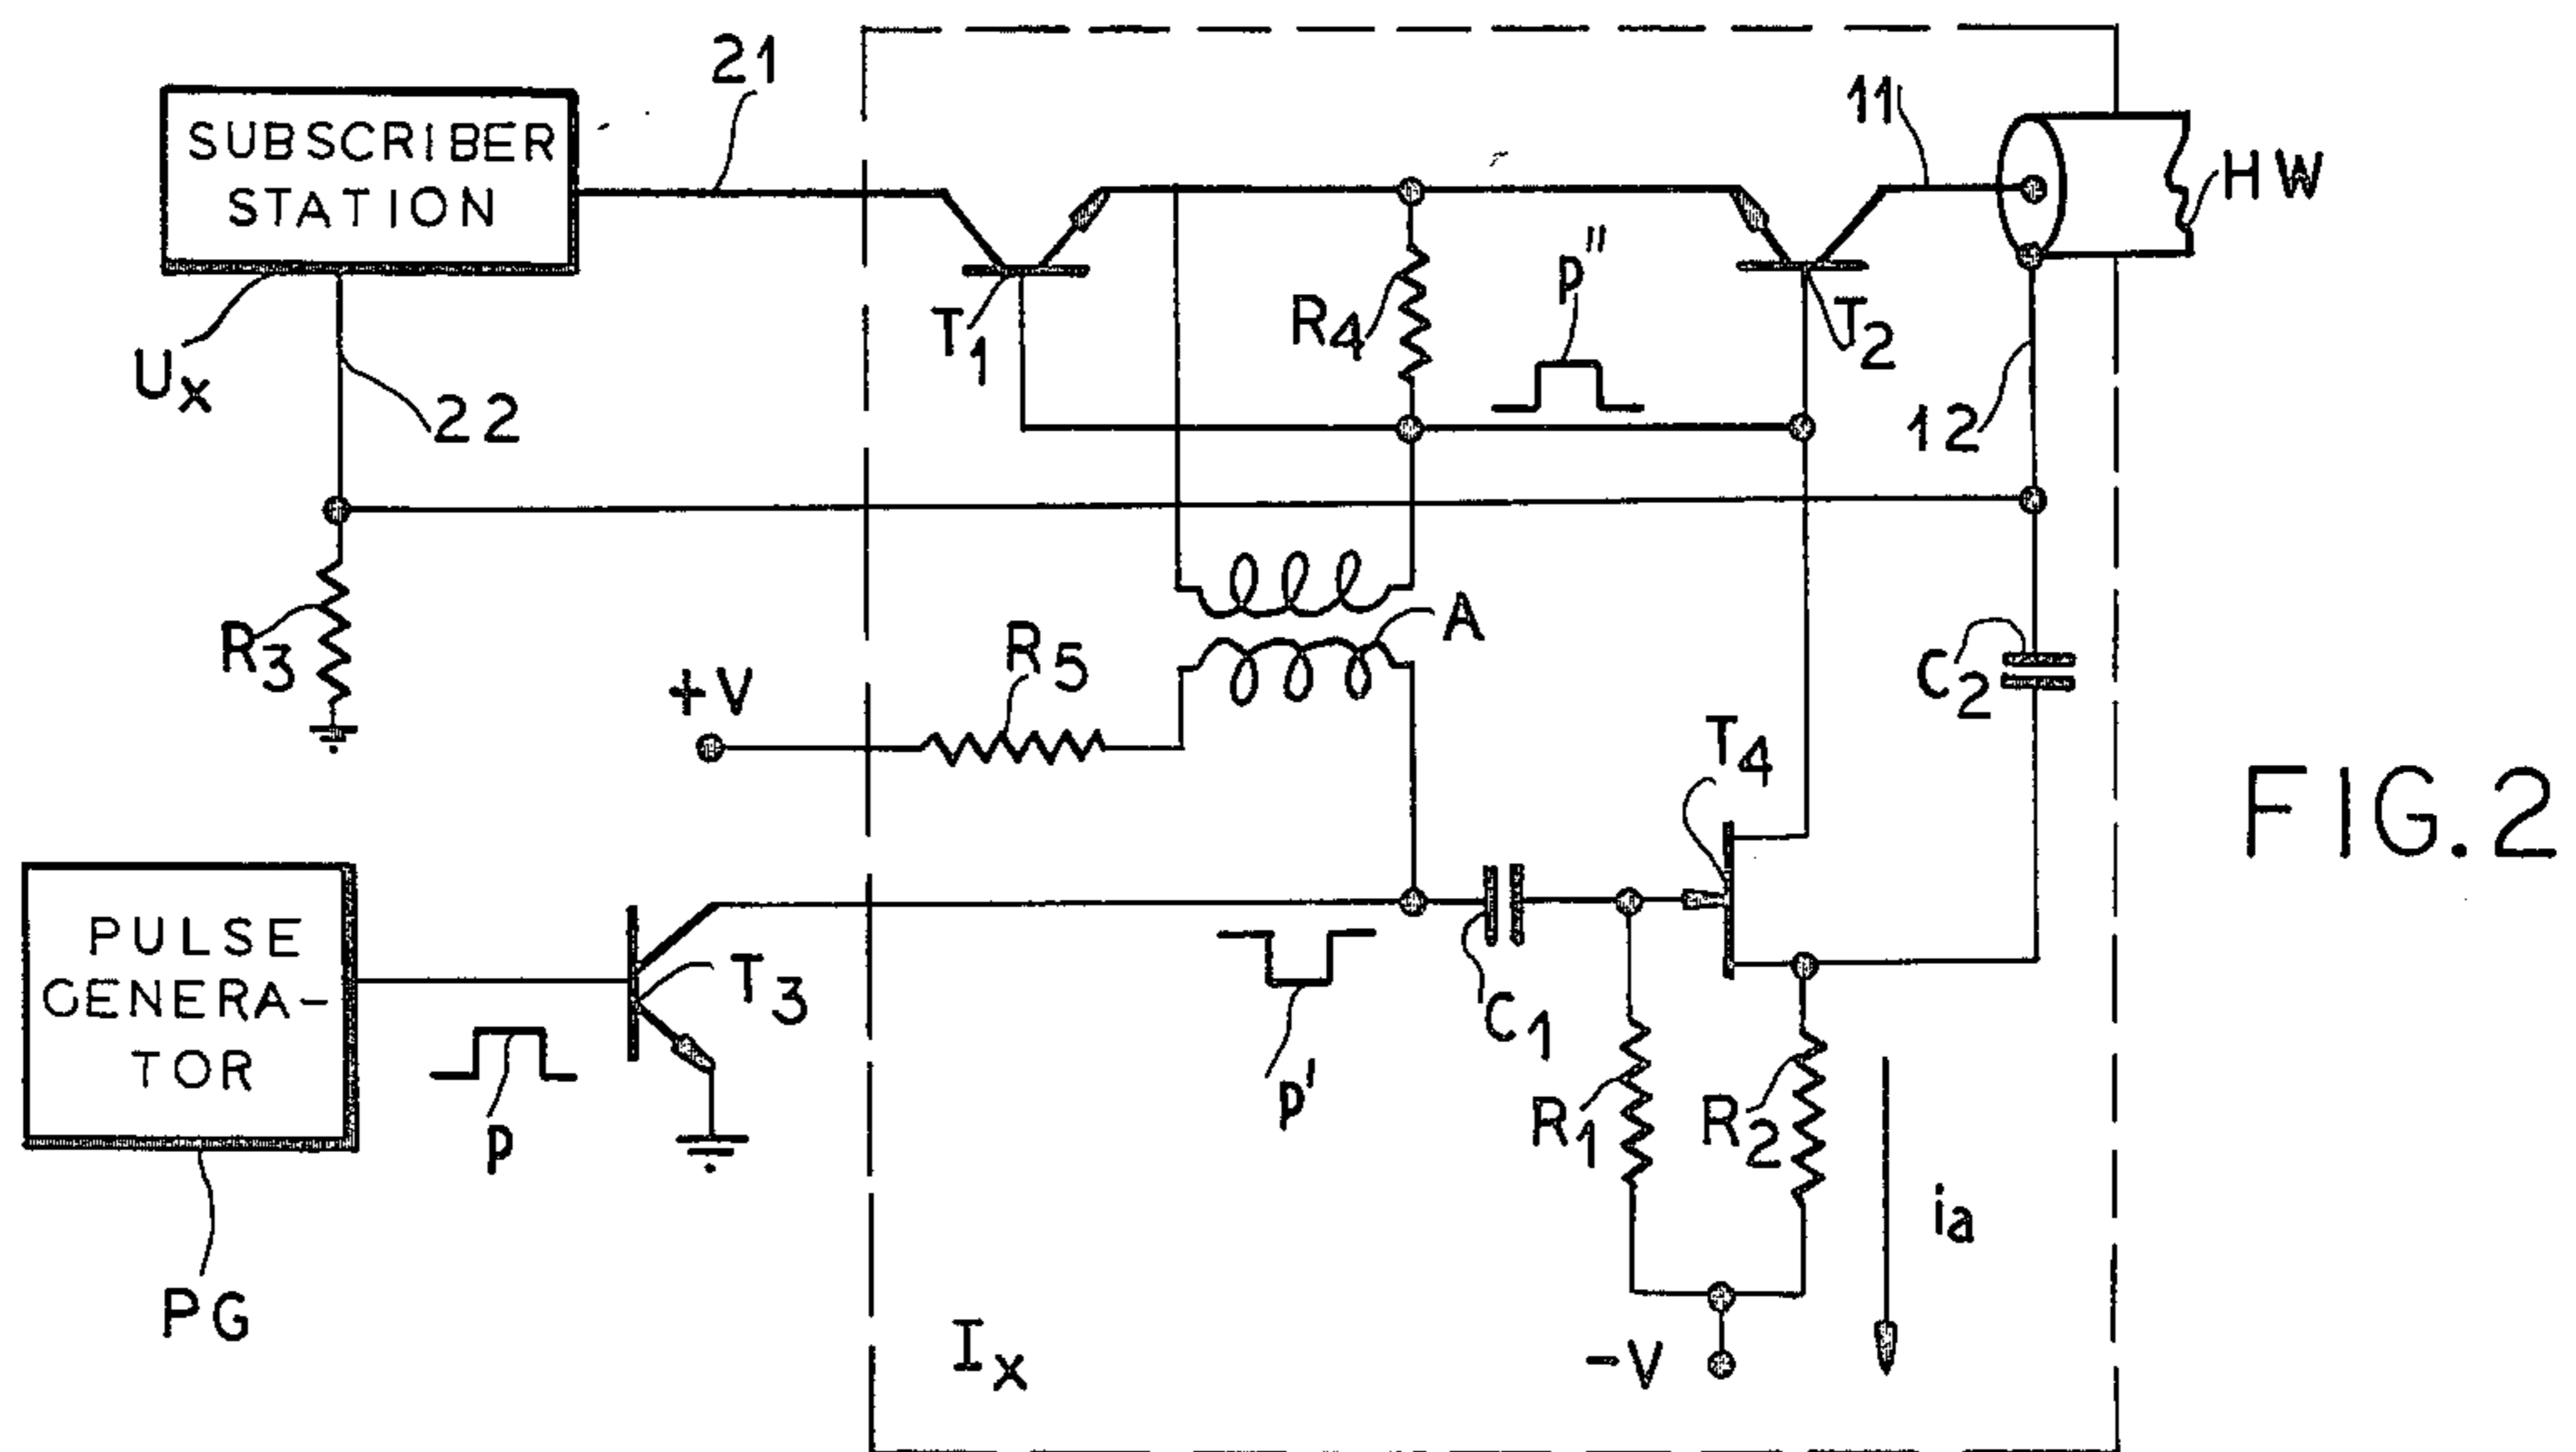 21
11
SUBSCRIBER
STATION
HW
p"
R4
T1
T2
Ux
22
12
R3
R5
A
+V
C2
T4
FIG.2
PULSE
GENERA-
TOR
T3
p
p'
C1
R1
R2
ia
PG
Ix
-V